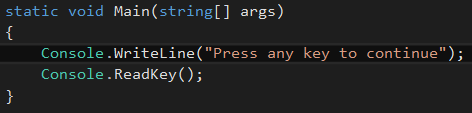 static void Main(string[] args)
{
    Console.WriteLine("Press any key to continue");
    Console.ReadKey();
}